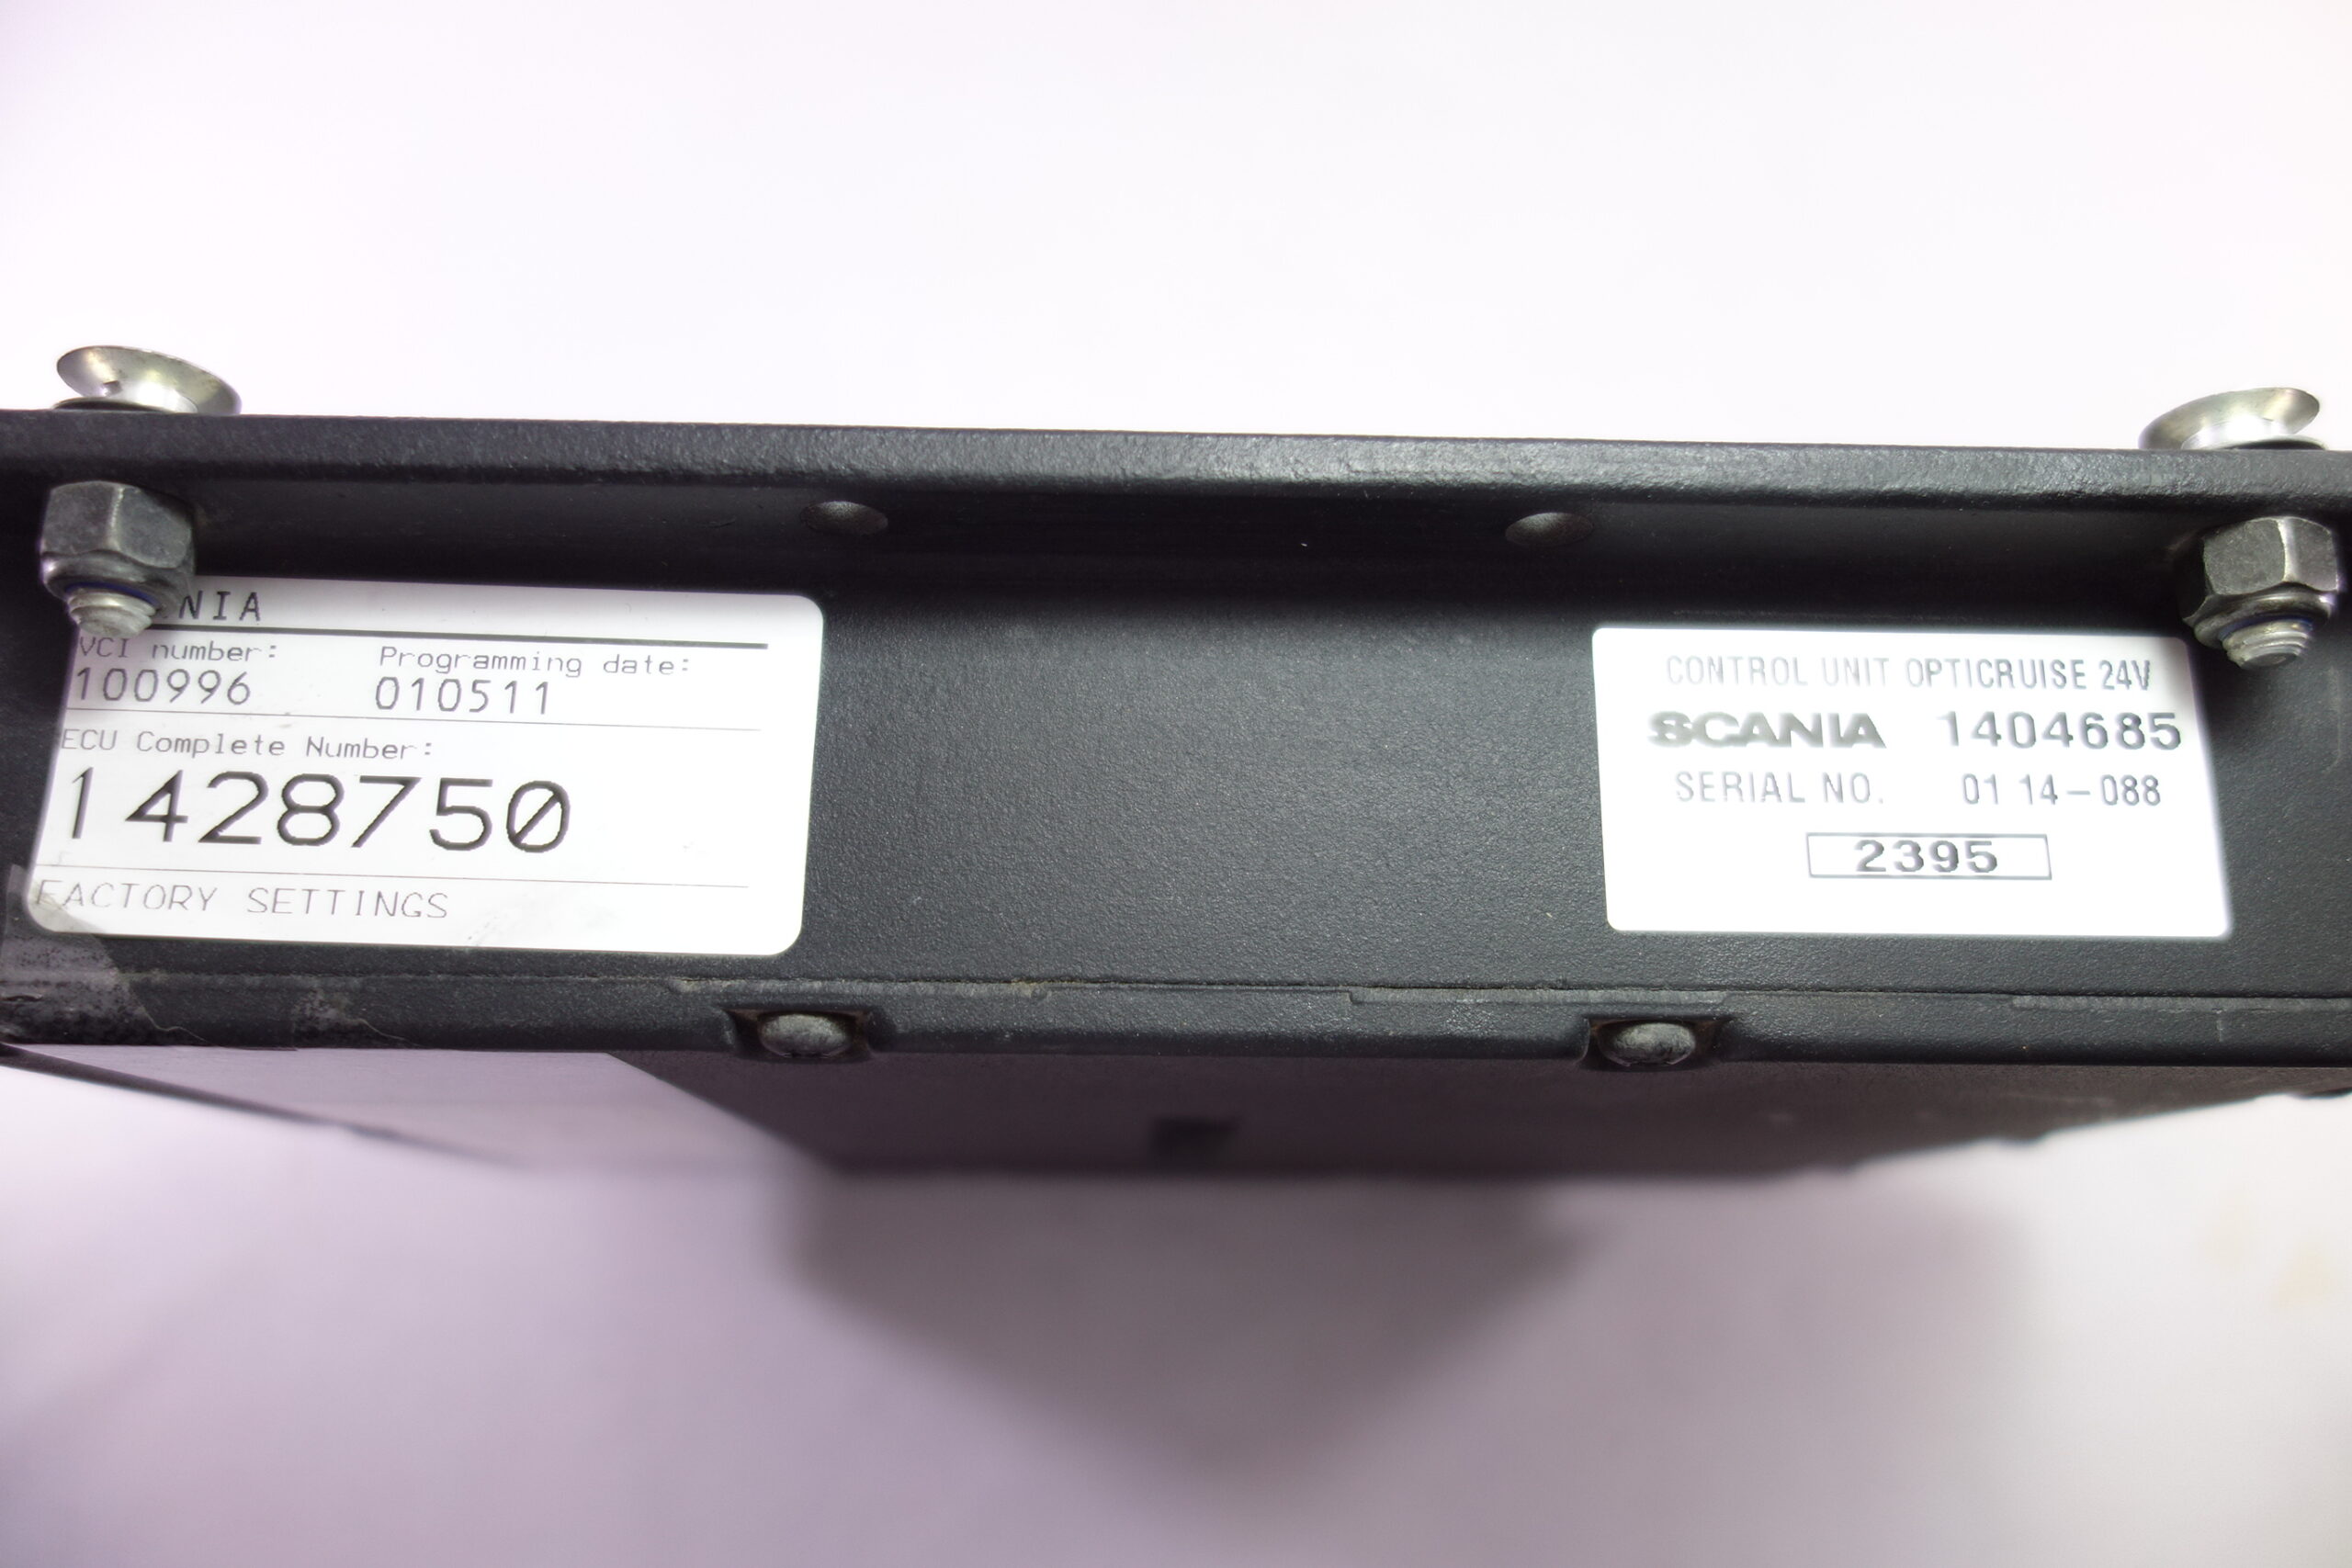 NIA
VCI number: Programming date:
100996 010511
ECU Complete Number:
1428750
FACTORY SETTINGS
CONTROL UNIT OPTICRUISE 24V
SCANIA 1404685
SERIAL NO. 01 14-088
2395